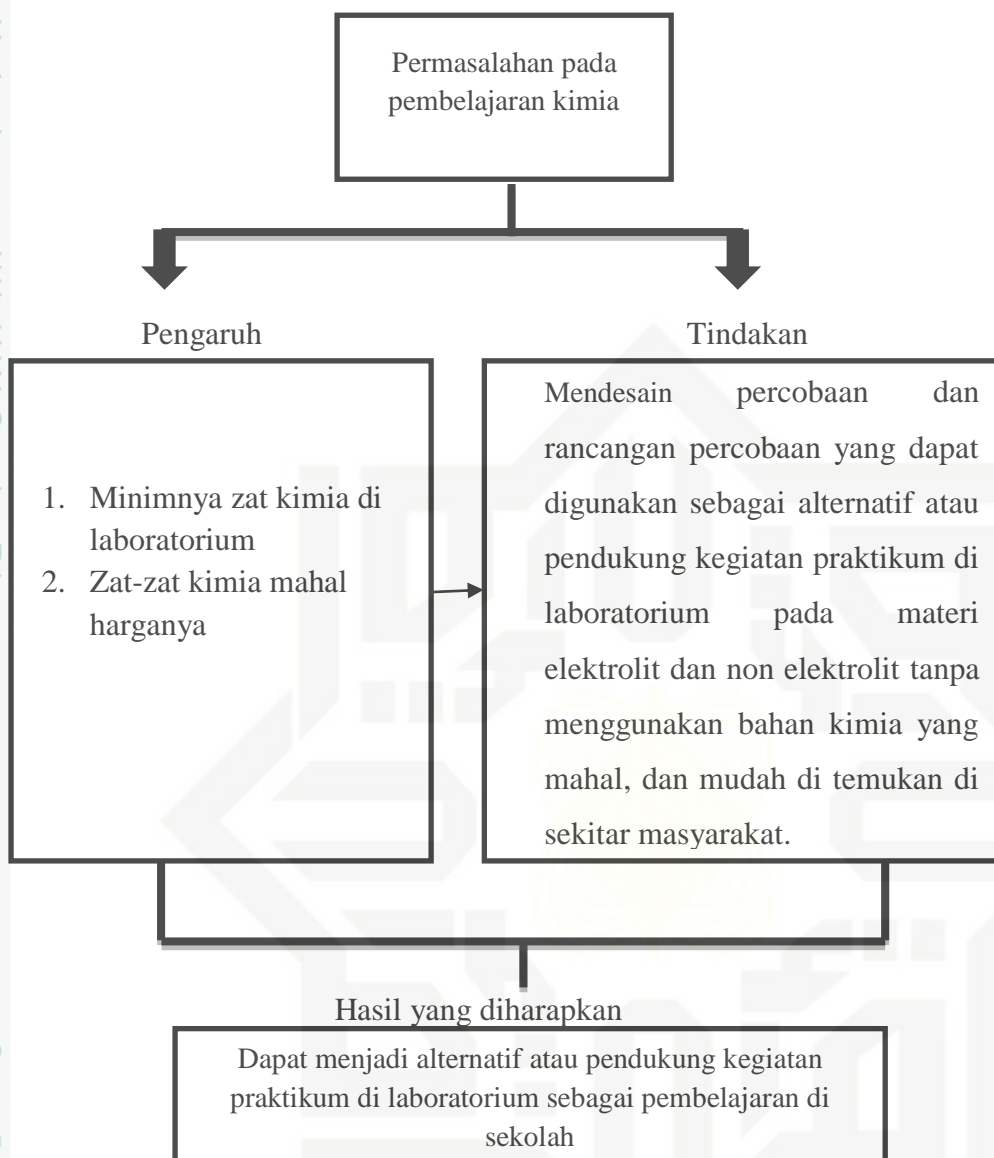 Permasalahan pada
pembelajaran kimia
Pengaruh
1. Minimnya zat kimia di
laboratorium
2. Zat-zat kimia mahal
harganya
Tindakan
Mendesain percobaan dan
rancangan percobaan yang dapat
digunakan sebagai alternatif atau
pendukung kegiatan praktikum di
laboratorium pada materi
elektrolit dan non elektrolit tanpa
menggunakan bahan kimia yang
mahal, dan mudah di temukan di
sekitar masyarakat.
Hasil yang diharapkan
Dapat menjadi alternatif atau pendukung kegiatan
praktikum di laboratorium sebagai pembelajaran di
sekolah